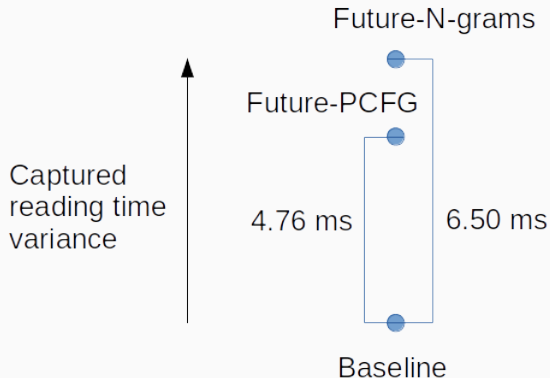 Future-N-grams
Future-PCFG
Captured
reading time
variance
4.76 ms
6.50 ms
Baseline